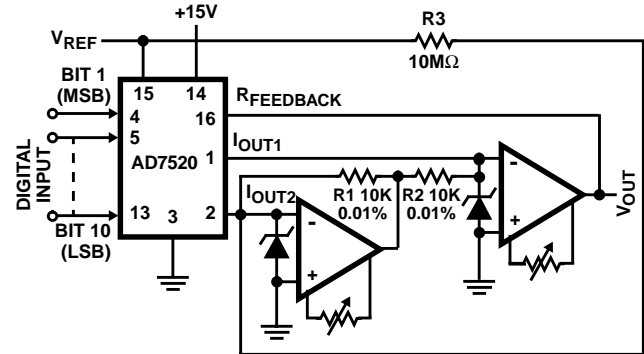 +15V
R3
VREF
10MΩ
BIT 1
(MSB)
15
14
RFEEDBACK
4
16
5
IOUT1
DIGITAL
INPUT
AD7520
1
-
R1 10K
0.01%
R2 10K
0.01%
VOUT
IOUT2
13
3
2
-
+
BIT 10
(LSB)
+